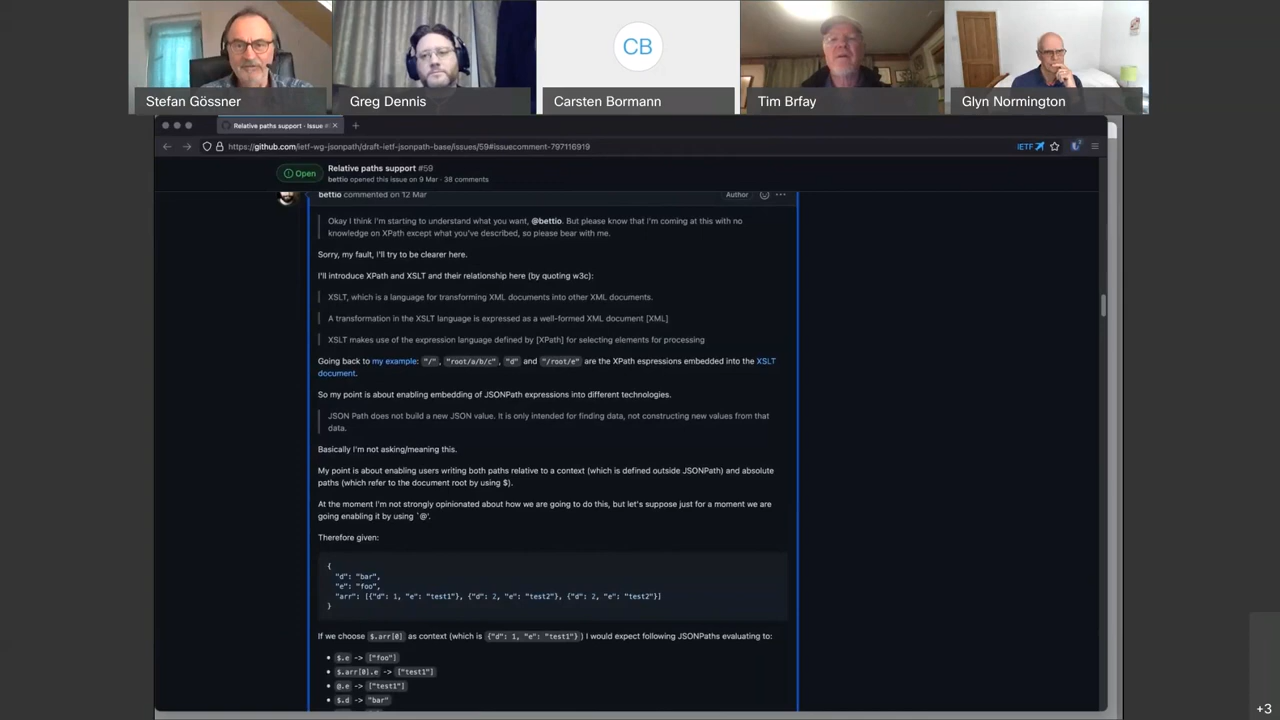 CB
Stefan Gössner
Greg Dennis
Carsten Bormann
Tim Brfay
Glyn Normington
Relative paths support · Issue #
https://github.com/ietf-wg-jsonpath/draft-ietf-jsonpath-base/issues/59#issuecomment-797116919
IETF
Open
Relative paths support #59
bettio opened this issue on 9 Mar · 38 comments
bettio commented on 12 Mar
Author
Okay I think I'm starting to understand what you want, @bettio. But please know that I'm coming at this with no
knowledge on XPath except what you've described, so please bear with me.
Sorry, my fault, I'll try to be clearer here.
I'll introduce XPath and XSLT and their relationship here (by quoting w3c):
XSLT, which is a language for transforming XML documents into other XML documents.
A transformation in the XSLT language is expressed as a well-formed XML document [XML]
XSLT makes use of the expression language defined by [XPath] for selecting elements for processing
Going back to my example: "/", "root/a/b/c", "d" and "/root/e" are the XPath espressions embedded into the XSLT
document.
So my point is about enabling embedding of JSONPath expressions into different technologies.
JSON Path does not build a new JSON value. It is only intended for finding data, not constructing new values from that
data.
Basically I'm not asking/meaning this.
My point is about enabling users writing both paths relative to a context (which is defined outside JSONPath) and absolute
paths (which refer to the document root by using $).
At the moment I'm not strongly opinionated about how we are going to do this, but let's suppose just for a moment we are
going enabling it by using `@'.
Therefore given:
{
"d": "bar",
"e": "foo",
"arr": [{"d": 1, "e": "test1"}, {"d": 2, "e": "test2"}, {"d": 2, "e": "test2"}]
}
If we choose $.arr[0] as context (which is {"d": 1, "e": "test1"}) I would expect following JSONPaths evaluating to:
• $.e -> ["foo"]
• $.arr[0].e -> ["test1"]
• @.e -> ["test1"]
• $.d -> "bar"
+3